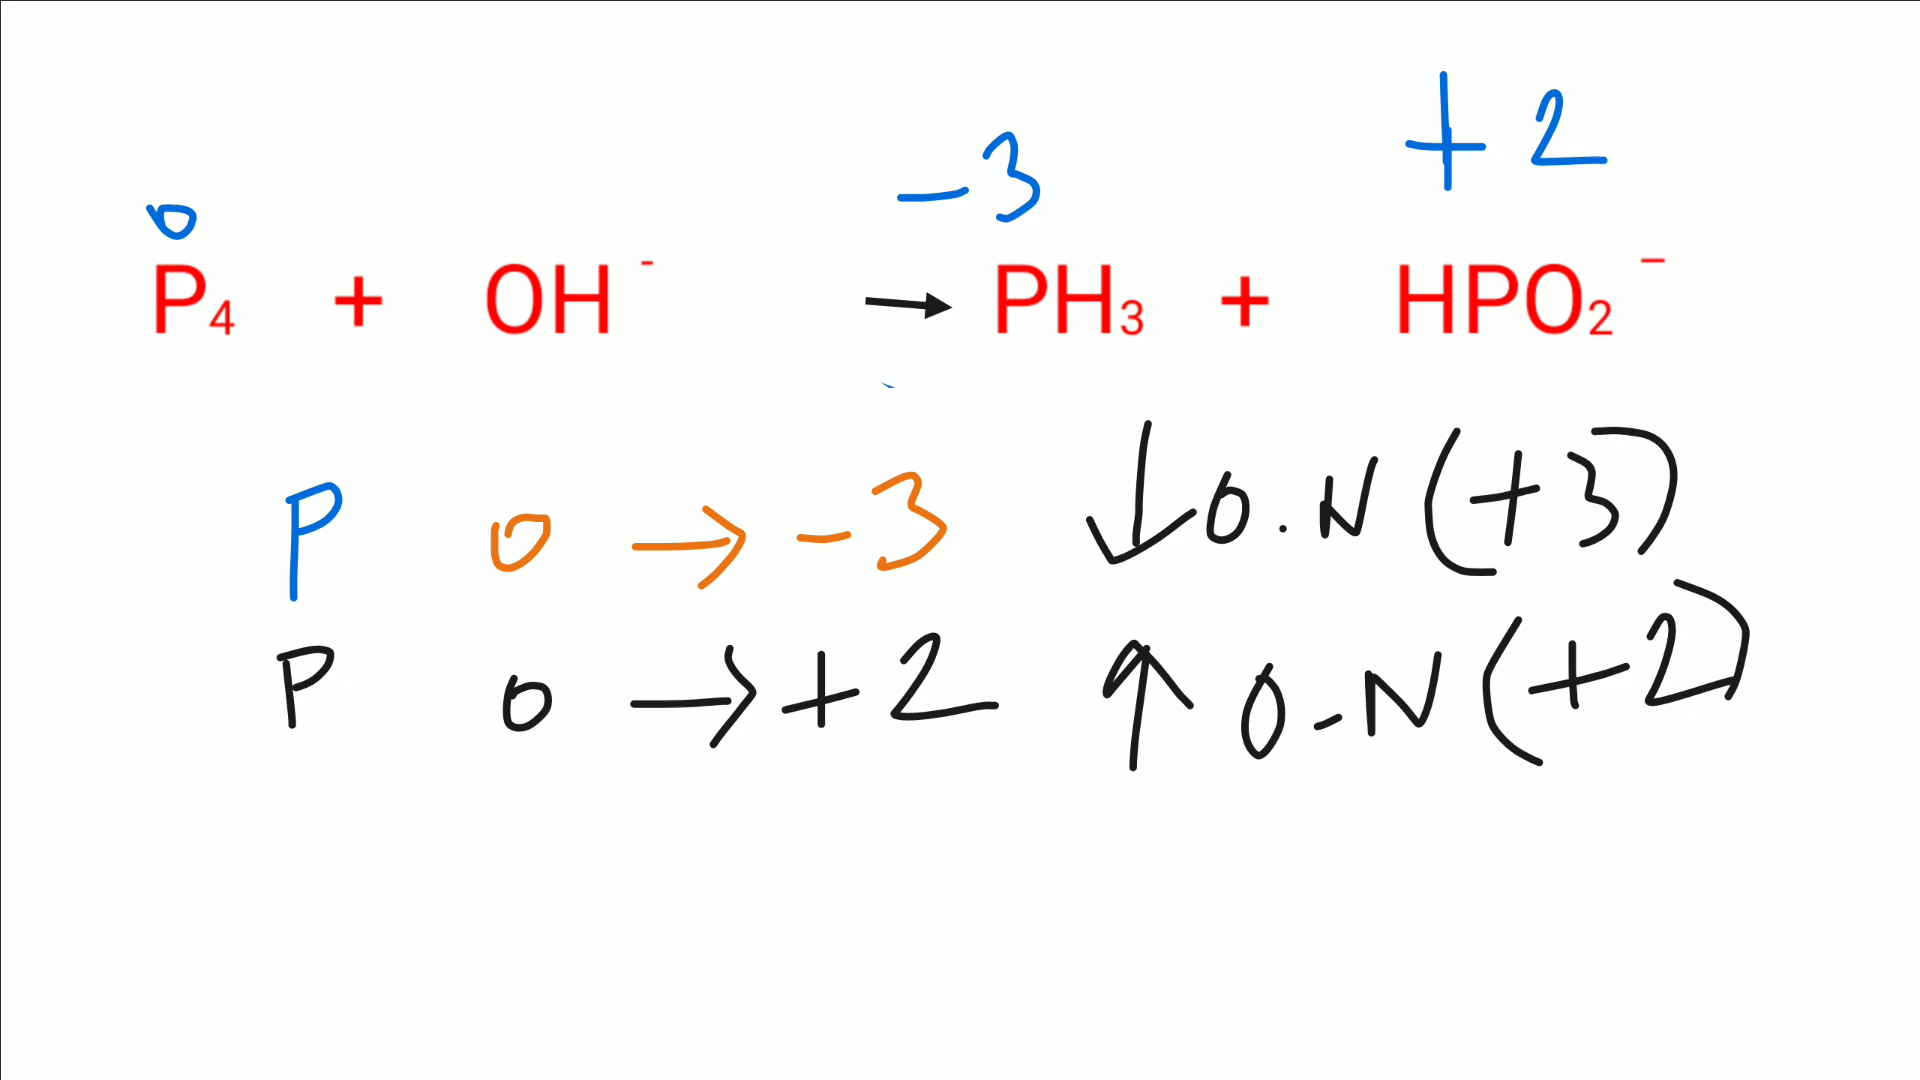 +2
-3
0
P₄ + OH⁻ → PH₃ + HPO₂⁻
P 0 → -3 ↓ O.N (+3)
P 0 → +2 ↑ O.N (+2)